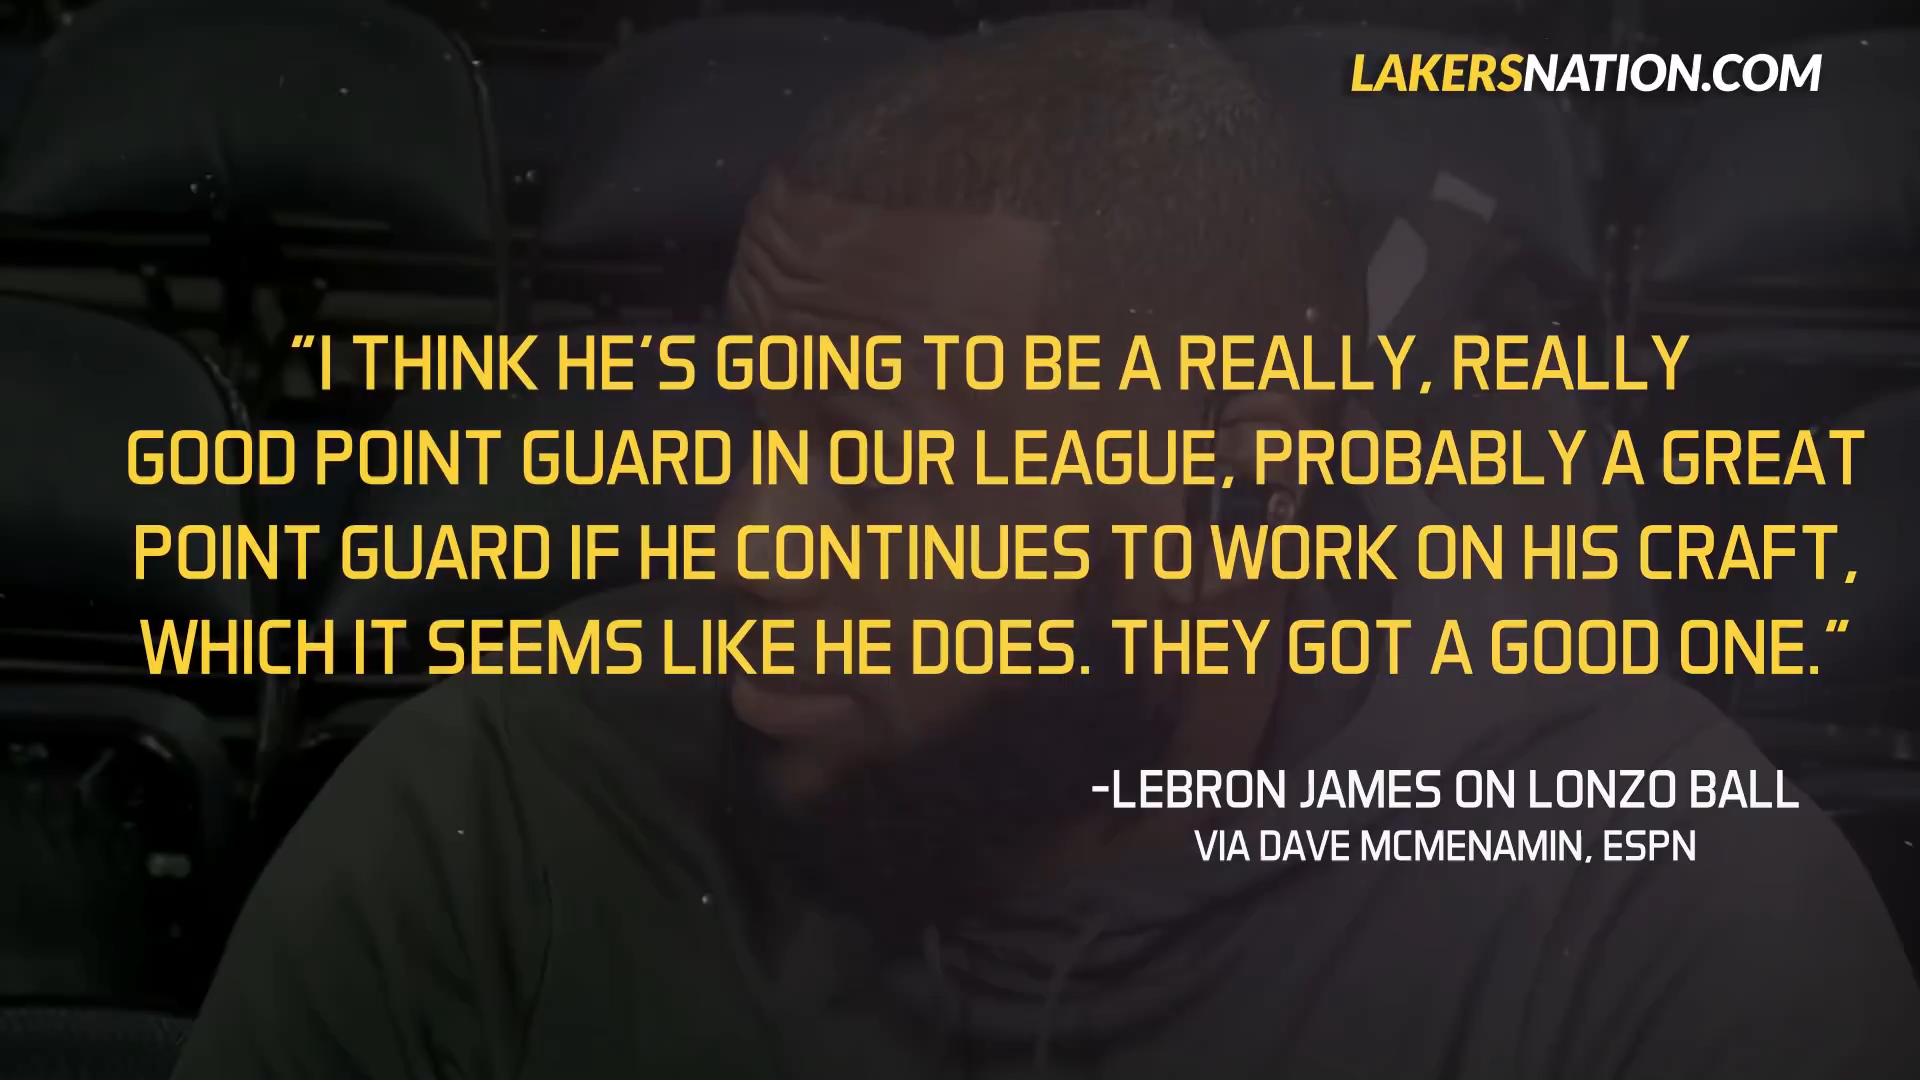 LAKERSNATION.COM
"I THINK HE'S GOING TO BE A REALLY, REALLY
GOOD POINT GUARD IN OUR LEAGUE, PROBABLY A GREAT
POINT GUARD IF HE CONTINUES TO WORK ON HIS CRAFT,
WHICH IT SEEMS LIKE HE DOES. THEY GOT A GOOD ONE."
-LEBRON JAMES ON LONZO BALL
VIA DAVE MCMENAMIN, ESPN